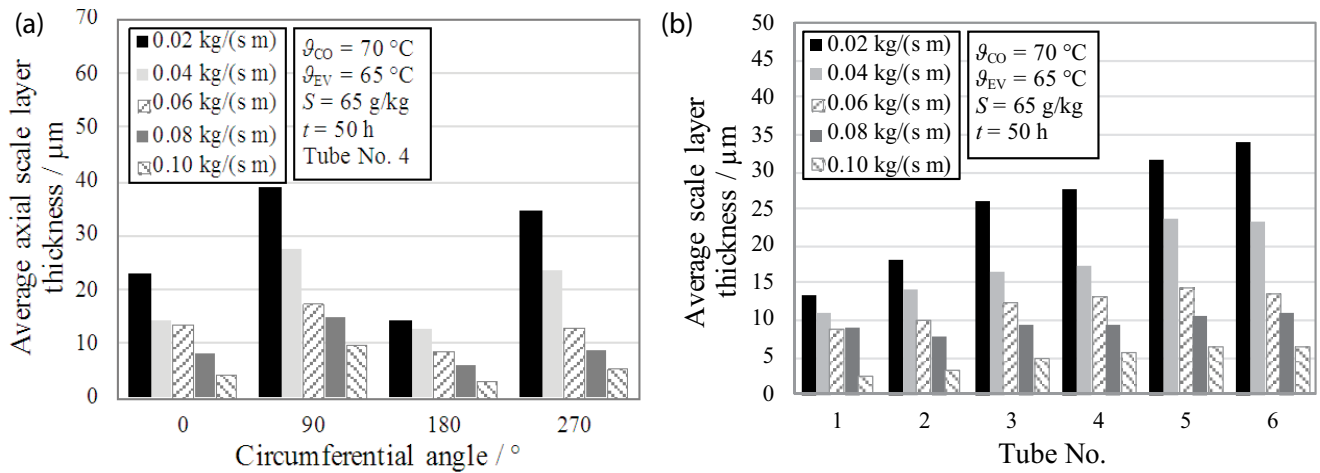 (a)
Average axial scale layer
thickness / µm
70
60
50
40
30
20
10
0
0.02 kg/(s m)
0.04 kg/(s m)
0.06 kg/(s m)
0.08 kg/(s m)
0.10 kg/(s m)
ϑCO = 70 °C
ϑEV = 65 °C
S = 65 g/kg
t = 50 h
Tube No. 4
0 90 180 270
Circumferential angle / °
(b)
Average scale layer
thickness / µm
50
45
40
35
30
25
20
15
10
5
0
0.02 kg/(s m)
0.04 kg/(s m)
0.06 kg/(s m)
0.08 kg/(s m)
0.10 kg/(s m)
ϑCO = 70 °C
ϑEV = 65 °C
S = 65 g/kg
t = 50 h
1 2 3 4 5 6
Tube No.